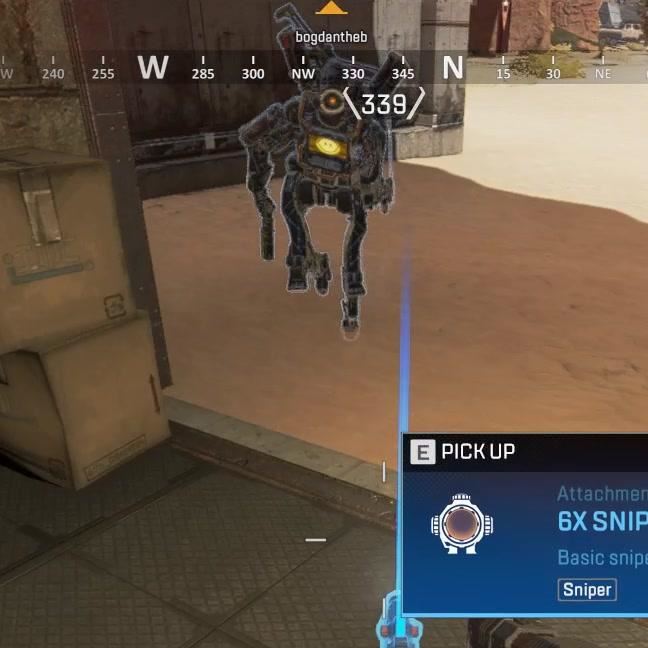 bogdantheb
W 240 255 W 285 300 NW 330 345 N 15 30 NE
339
E PICK UP
Attachmen
6X SNIP
Basic snipe
Sniper